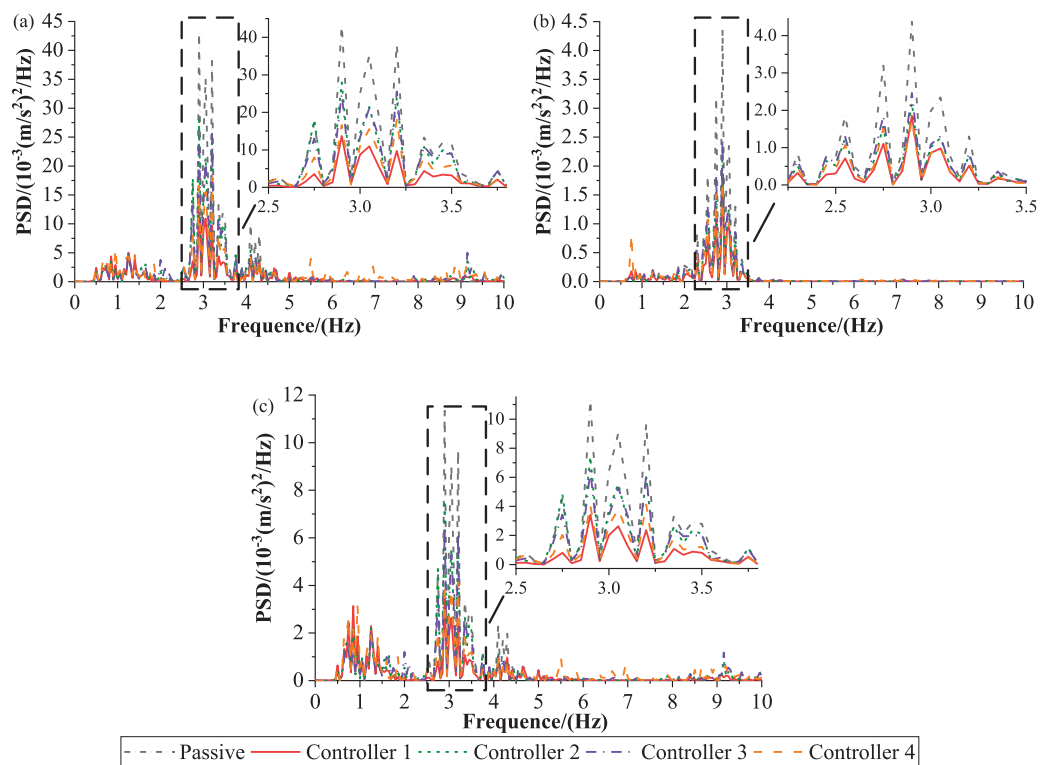 (a)
PSD/(10⁻³(m/s²)²/Hz)
45
40
35
30
25
20
15
10
5
0
0 1 2 3 4 5 6 7 8 9 10
Frequence/(Hz)
40
30
20
10
0
2.5 3.0 3.5
(b)
PSD/(10⁻³(m/s²)²/Hz)
4.5
4.0
3.5
3.0
2.5
2.0
1.5
1.0
0.5
0.0
0 1 2 3 4 5 6 7 8 9 10
Frequence/(Hz)
4.0
3.0
2.0
1.0
0.0
2.5 3.0 3.5
(c)
PSD/(10⁻³(m/s²)²/Hz)
12
10
8
6
4
2
0
0 1 2 3 4 5 6 7 8 9 10
Frequence/(Hz)
10
8
6
4
2
0
2.5 3.0 3.5
Passive Controller 1 Controller 2 Controller 3 Controller 4